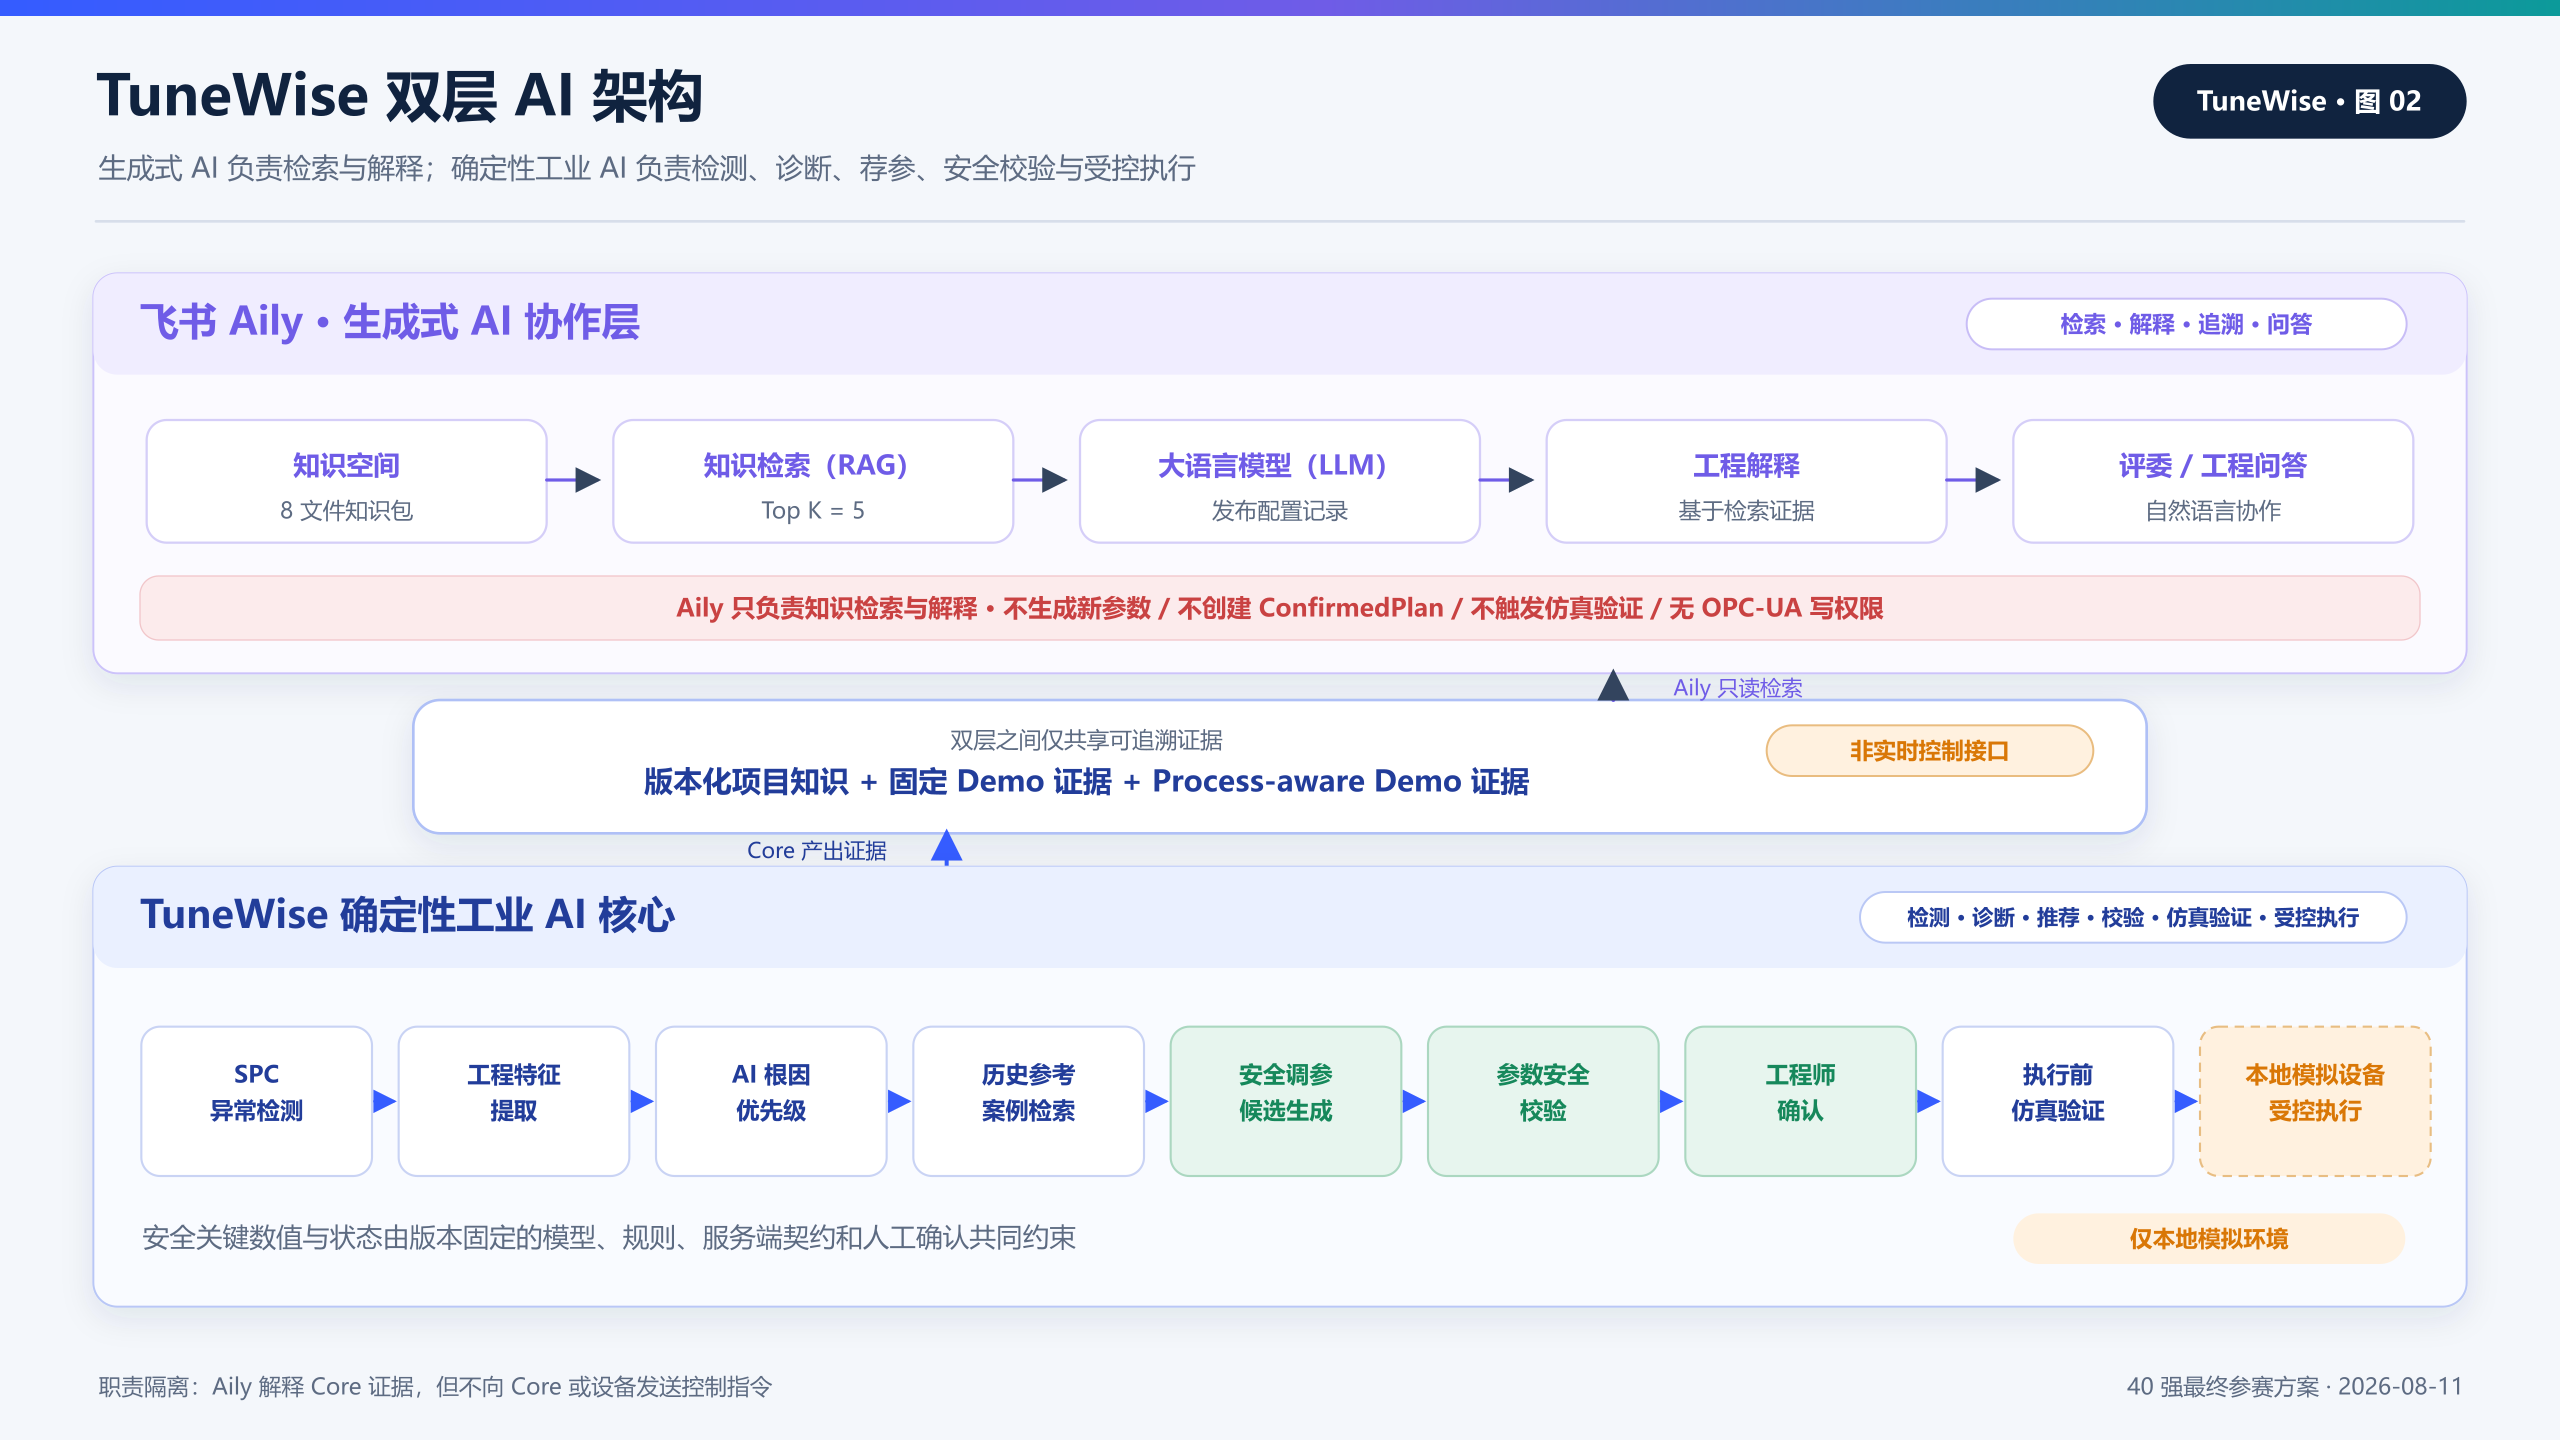 TuneWise 双层 AI 架构
TuneWise · 图 02
生成式 AI 负责检索与解释；确定性工业 AI 负责检测、诊断、荐参、安全校验与受控执行
飞书 Aily · 生成式 AI 协作层
检索 · 解释 · 追溯 · 问答
知识空间
8 文件知识包
知识检索（RAG）
Top K = 5
大语言模型（LLM）
发布配置记录
工程解释
基于检索证据
评委 / 工程问答
自然语言协作
Aily 只负责知识检索与解释 · 不生成新参数 / 不创建 ConfirmedPlan / 不触发仿真验证 / 无 OPC-UA 写权限
Aily 只读检索
双层之间仅共享可追溯证据
版本化项目知识 + 固定 Demo 证据 + Process-aware Demo 证据
非实时控制接口
Core 产出证据
TuneWise 确定性工业 AI 核心
检测 · 诊断 · 推荐 · 校验 · 仿真验证 · 受控执行
SPC
异常检测
工程特征
提取
AI 根因
优先级
历史参考
案例检索
安全调参
候选生成
参数安全
校验
工程师
确认
执行前
仿真验证
本地模拟设备
受控执行
安全关键数值与状态由版本固定的模型、规则、服务端契约和人工确认共同约束
仅本地模拟环境
职责隔离：Aily 解释 Core 证据，但不向 Core 或设备发送控制指令
40 强最终参赛方案 · 2026-08-11